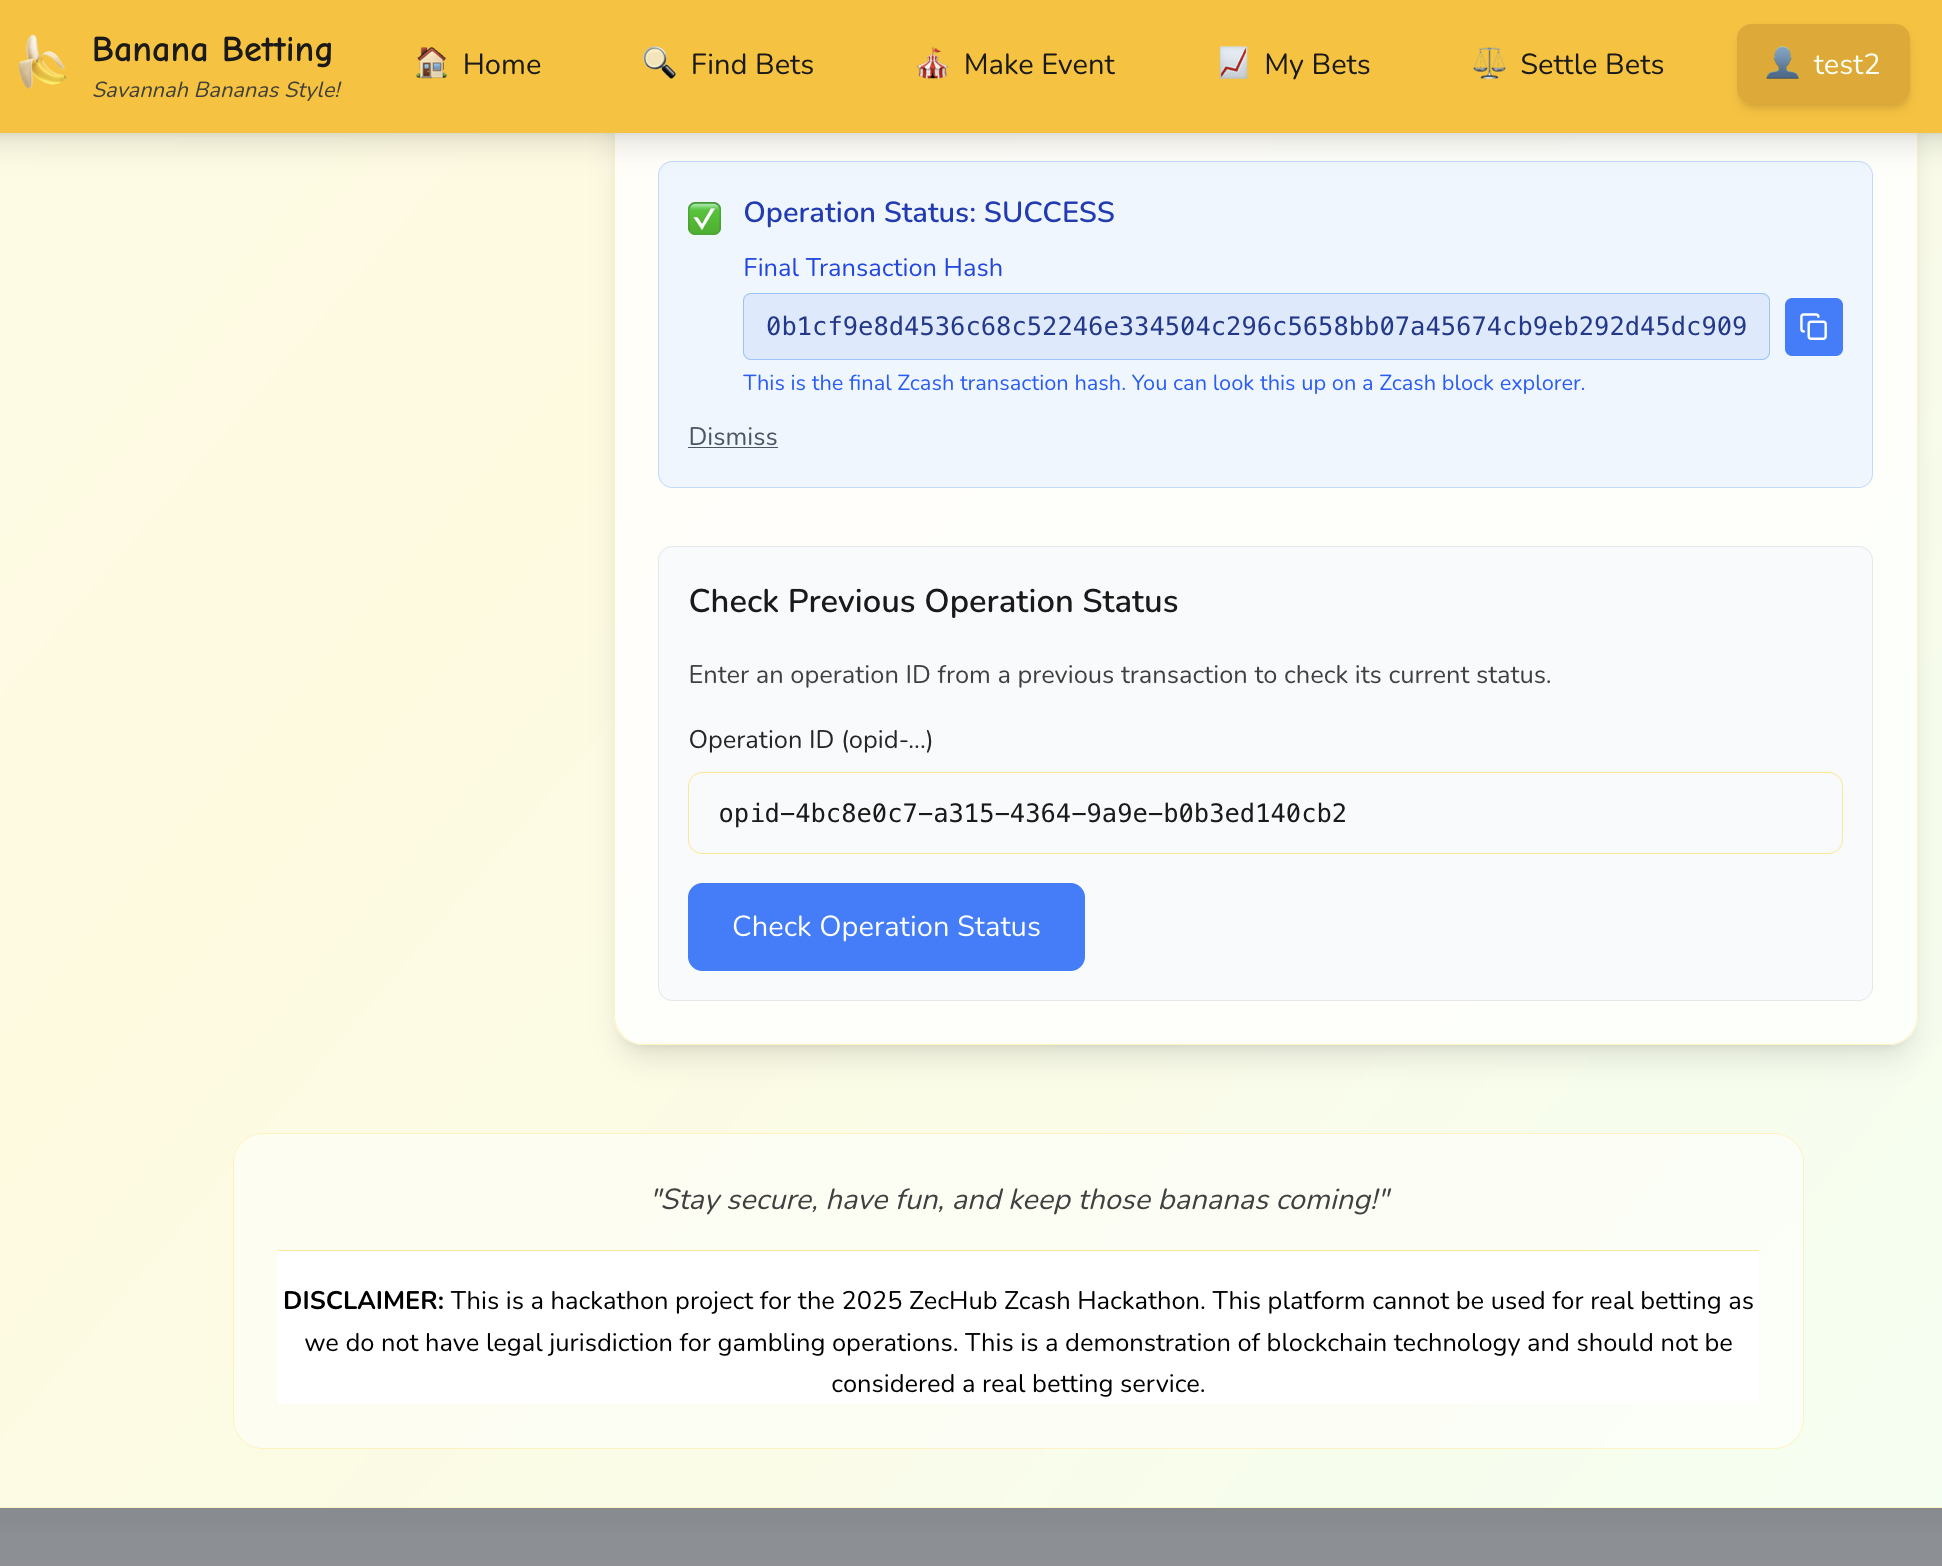 Banana Betting
Savannah Bananas Style!
Home
Find Bets
Make Event
My Bets
Settle Bets
test2
Operation Status: SUCCESS
Final Transaction Hash
0b1cf9e8d4536c68c52246e334504c296c5658bb07a45674cb9eb292d45dc909
This is the final Zcash transaction hash. You can look this up on a Zcash block explorer.
Dismiss
Check Previous Operation Status
Enter an operation ID from a previous transaction to check its current status.
Operation ID (opid-...)
opid-4bc8e0c7-a315-4364-9a9e-b0b3ed140cb2
Check Operation Status
"Stay secure, have fun, and keep those bananas coming!"
DISCLAIMER: This is a hackathon project for the 2025 ZecHub Zcash Hackathon. This platform cannot be used for real betting as
we do not have legal jurisdiction for gambling operations. This is a demonstration of blockchain technology and should not be
considered a real betting service.